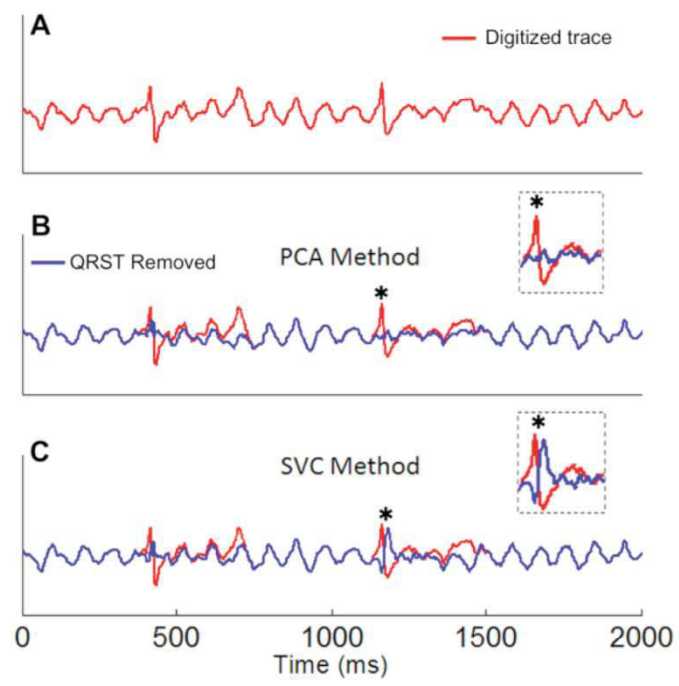 A
Digitized trace
B
*
QRST Removed
PCA Method
*
C
*
SVC Method
*
0 500 1000 1500 2000
Time (ms)